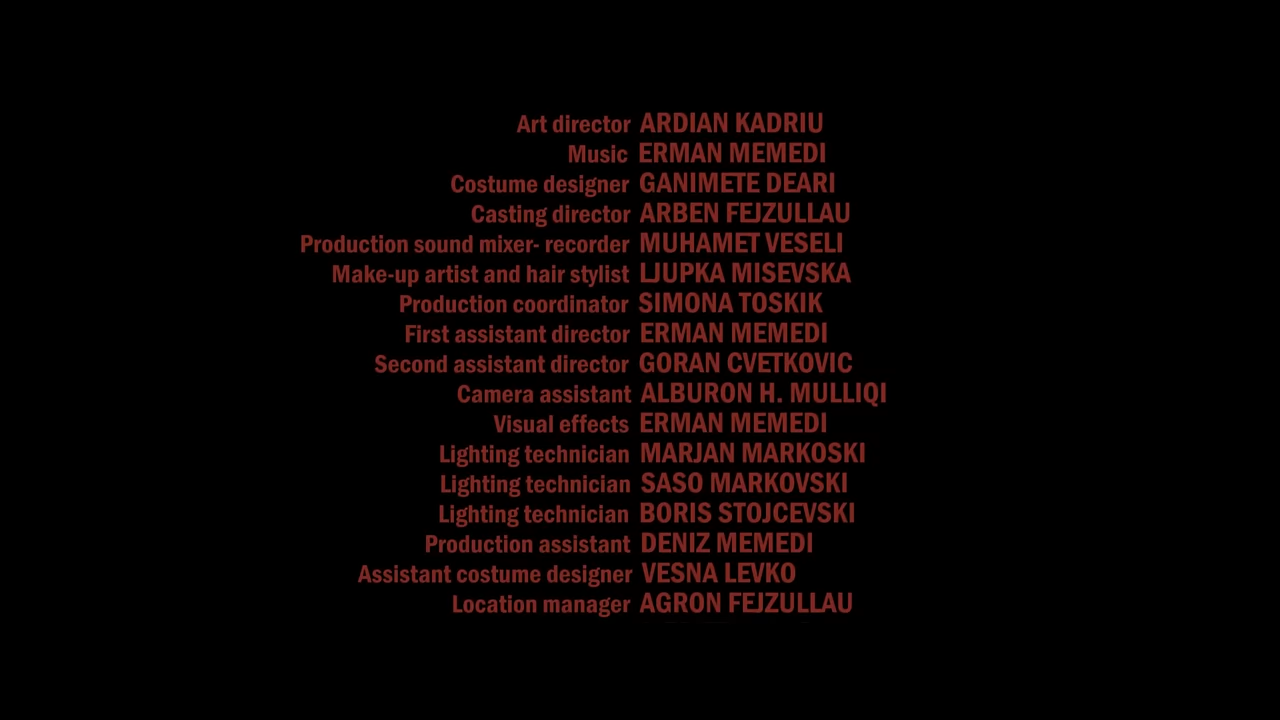 Art director ARDIAN KADRIU
Music ERMAN MEMEDI
Costume designer GANIMETE DEARI
Casting director ARBEN FEJZULLAU
Production sound mixer- recorder MUHAMET VESELI
Make-up artist and hair stylist LJUPKA MISEVSKA
Production coordinator SIMONA TOSKIK
First assistant director ERMAN MEMEDI
Second assistant director GORAN CVETKOVIC
Camera assistant ALBURON H. MULLIQI
Visual effects ERMAN MEMEDI
Lighting technician MARJAN MARKOSKI
Lighting technician SASO MARKOVSKI
Lighting technician BORIS STOJCEVSKI
Production assistant DENIZ MEMEDI
Assistant costume designer VESNA LEVKO
Location manager AGRON FEJZULLAU